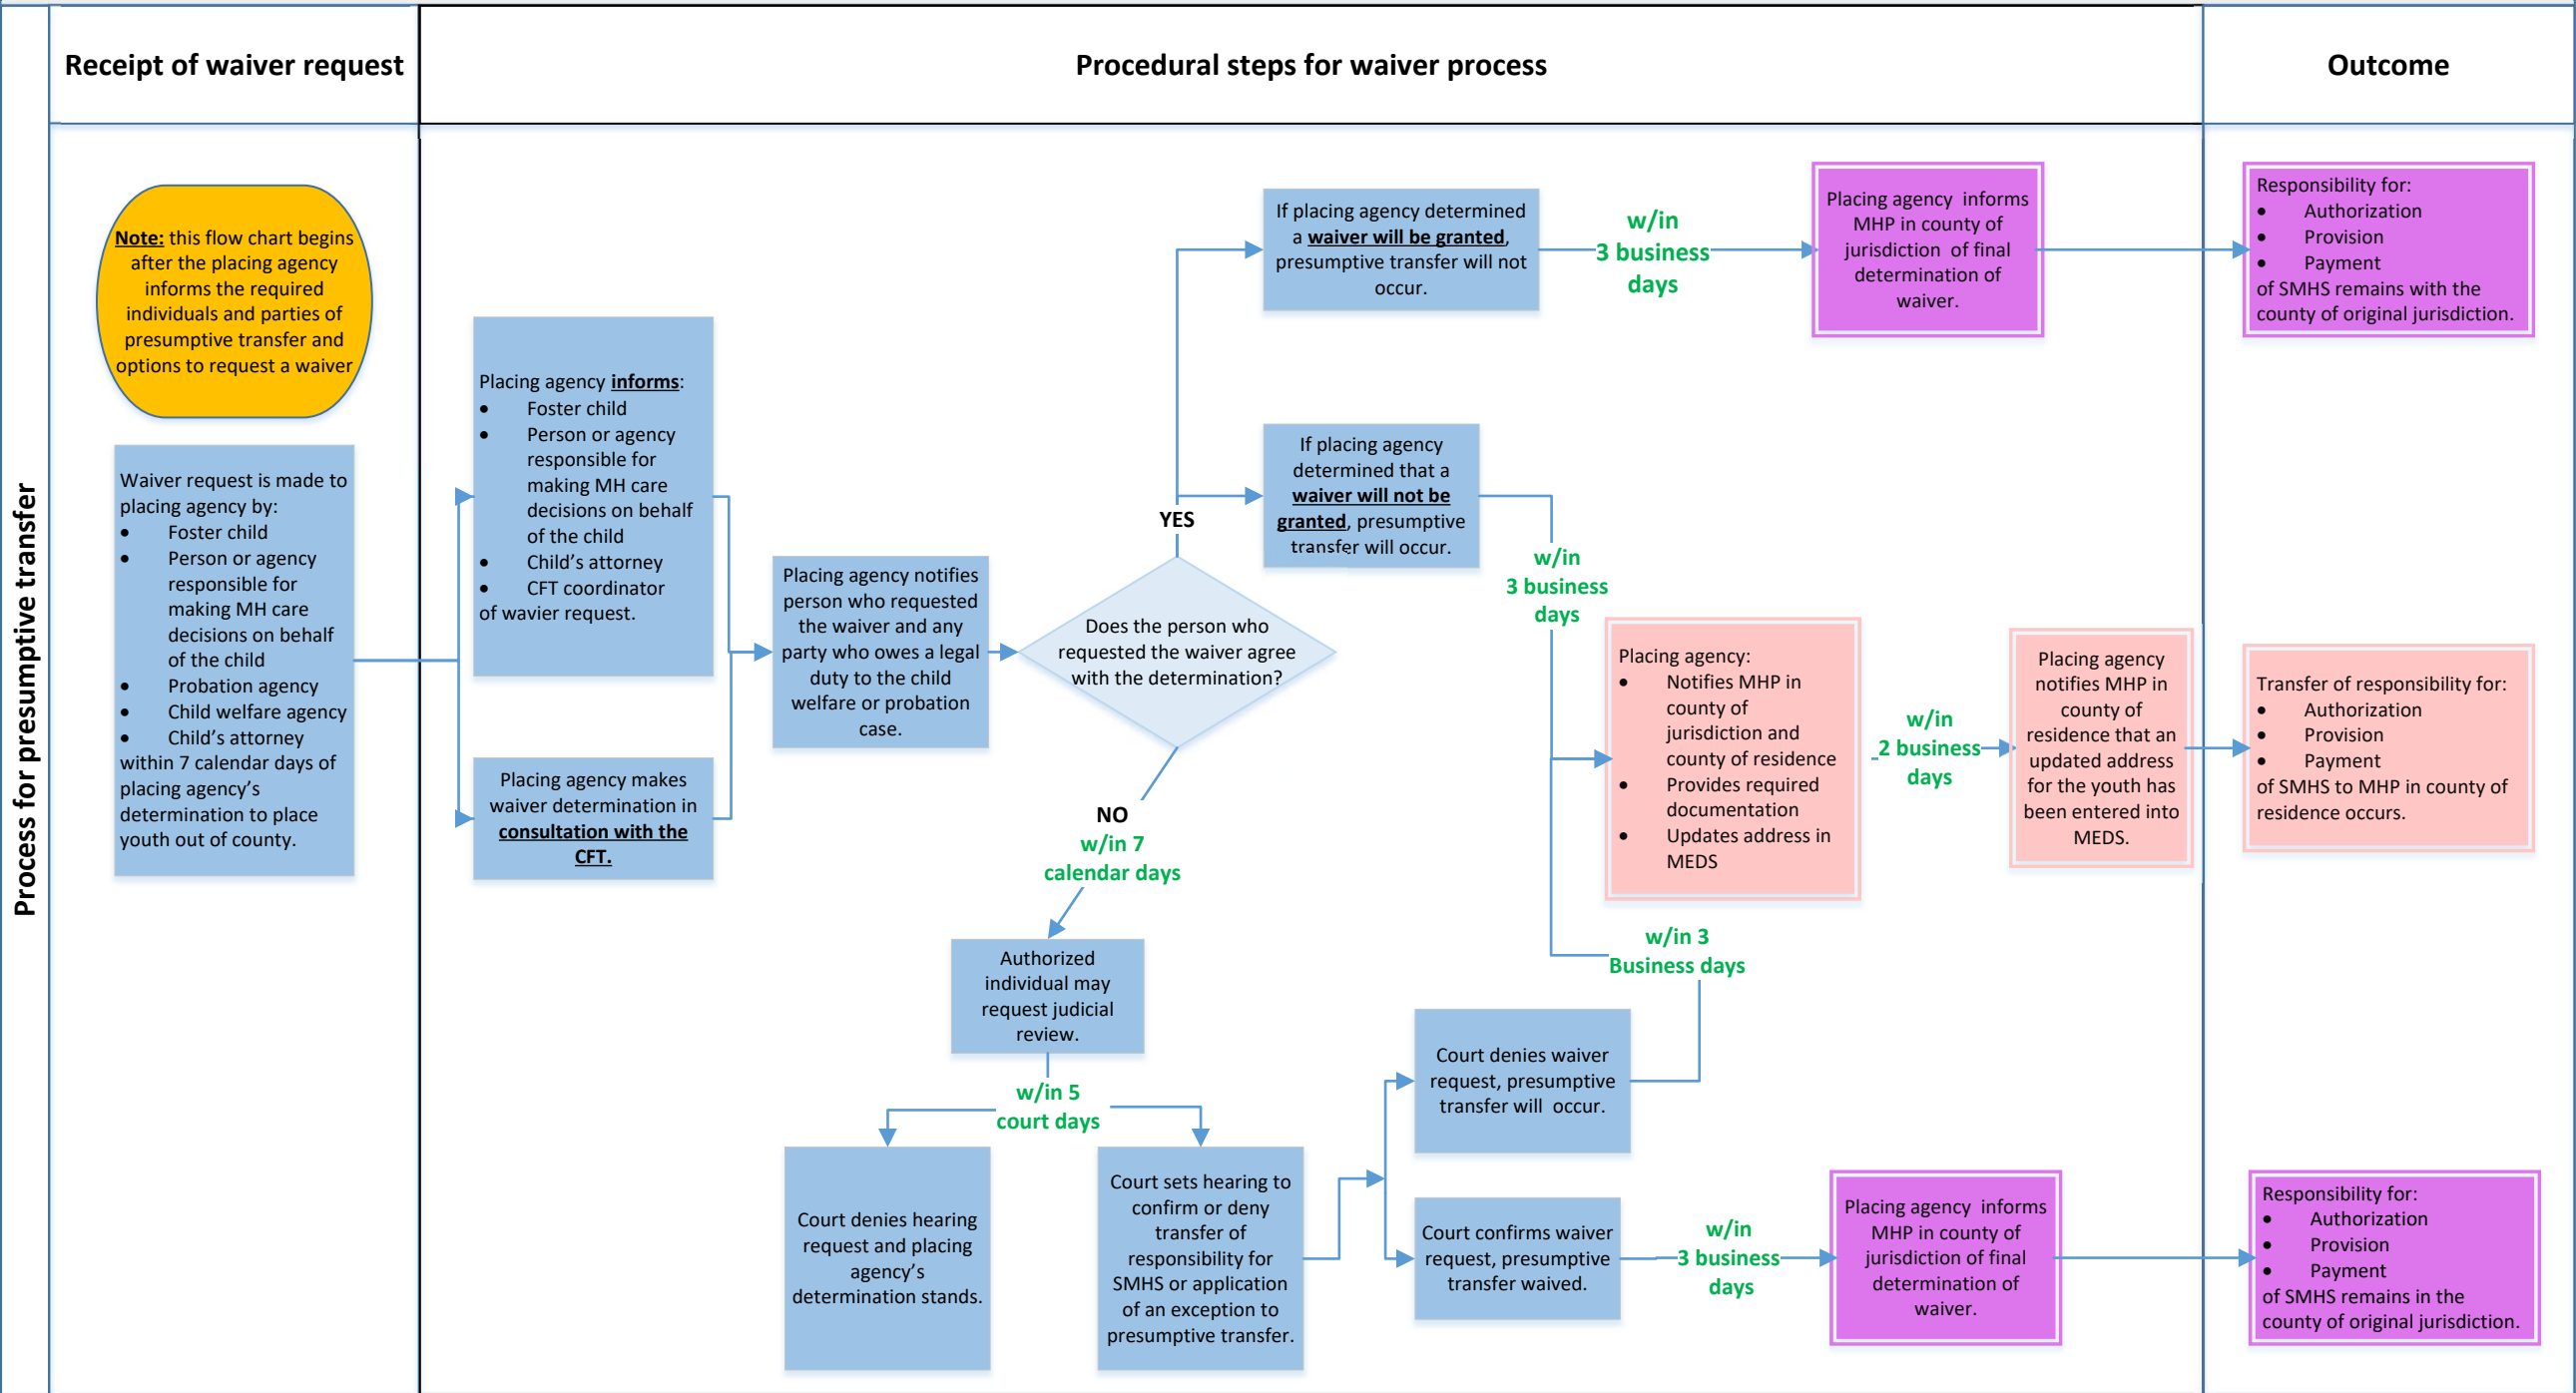 Receipt of waiver request
Procedural steps for waiver process
Outcome
Process for presumptive transfer
Note: this flow chart begins
after the placing agency
informs the required
individuals and parties of
presumptive transfer and
options to request a waiver
Waiver request is made to
placing agency by:
• Foster child
• Person or agency
responsible for
making MH care
decisions on behalf
of the child
• Probation agency
• Child welfare agency
• Child's attorney
within 7 calendar days of
placing agency's
determination to place
youth out of county.
Placing agency informs:
• Foster child
• Person or agency
responsible for
making MH care
decisions on behalf
of the child
• Child's attorney
• CFT coordinator
of wavier request.
Placing agency makes
waiver determination in
consultation with the
CFT.
Placing agency notifies
person who requested
the waiver and any
party who owes a legal
duty to the child
welfare or probation
case.
Does the person who
requested the waiver agree
with the determination?
YES
If placing agency determined
a waiver will be granted,
presumptive transfer will not
occur.
w/in
3 business
days
Placing agency informs
MHP in county of
jurisdiction of final
determination of
waiver.
Responsibility for:
• Authorization
• Provision
• Payment
of SMHS remains with the
county of original jurisdiction.
If placing agency
determined that a
waiver will not be
granted, presumptive
transfer will occur.
w/in
3 business
days
Placing agency:
• Notifies MHP in
county of
jurisdiction and
county of residence
• Provides required
documentation
• Updates address in
MEDS
w/in
2 business
days
Placing agency
notifies MHP in
county of
residence that an
updated address
for the youth has
been entered into
MEDS.
Transfer of responsibility for:
• Authorization
• Provision
• Payment
of SMHS to MHP in county of
residence occurs.
NO
w/in 7
calendar days
Authorized
individual may
request judicial
review.
w/in 5
court days
Court denies hearing
request and placing
agency's
determination stands.
Court sets hearing to
confirm or deny
transfer of
responsibility for
SMHS or application
of an exception to
presumptive transfer.
Court denies waiver
request, presumptive
transfer will occur.
w/in 3
Business days
Court confirms waiver
request, presumptive
transfer waived.
w/in
3 business
days
Placing agency informs
MHP in county of
jurisdiction of final
determination of
waiver.
Responsibility for:
• Authorization
• Provision
• Payment
of SMHS remains in the
county of original jurisdiction.